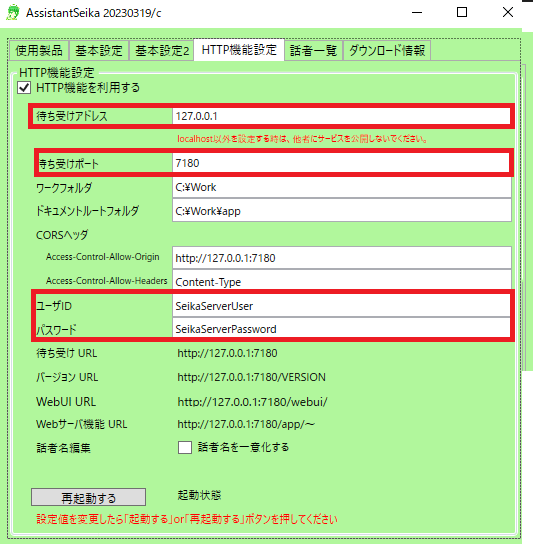 AssistantSeika 20230319/c
使用製品 基本設定 基本設定2 HTTP機能設定 話者一覧 ダウンロード情報
HTTP機能設定
HTTP機能を利用する
待ち受けアドレス 127.0.0.1
localhost以外を設定する時は、他者にサービスを公開しないでください。
待ち受けポート 7180
ワークフォルダ C:¥Work
ドキュメントルートフォルダ C:¥Work¥app
CORSヘッダ
Access-Control-Allow-Origin http://127.0.0.1:7180
Access-Control-Allow-Headers Content-Type
ユーザID SeikaServerUser
パスワード SeikaServerPassword
待ち受け URL http://127.0.0.1:7180
バージョン URL http://127.0.0.1:7180/VERSION
WebUI URL http://127.0.0.1:7180/webui/
Webサーバ機能 URL http://127.0.0.1:7180/app/～
話者名編集 話者名を一意化する
再起動する 起動状態
設定値を変更したら「起動する」or「再起動する」ボタンを押してください